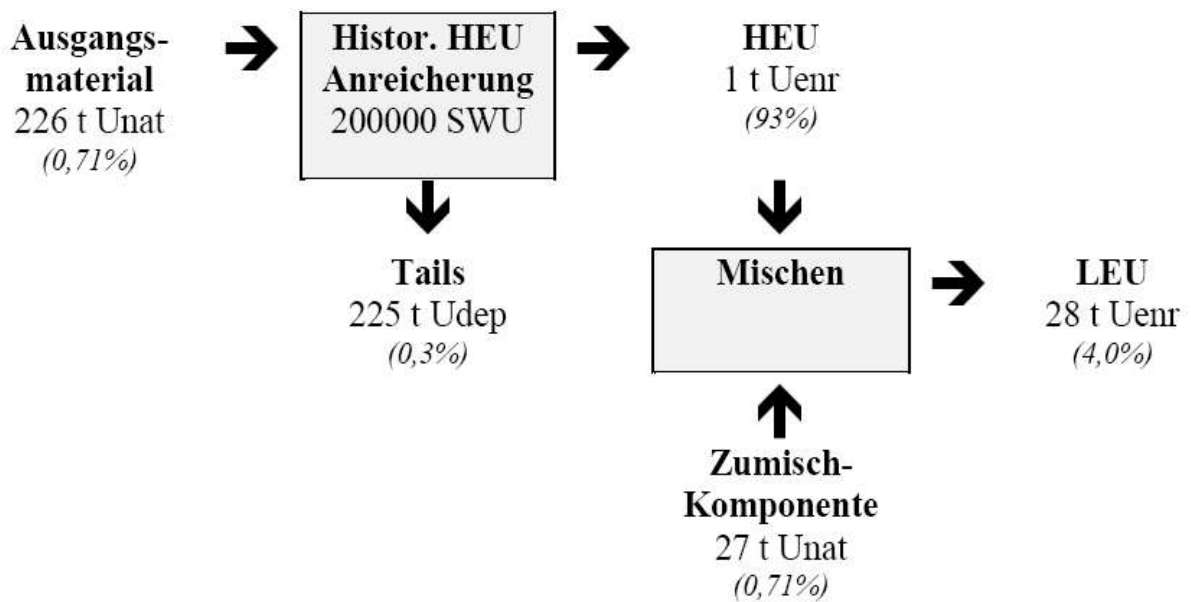 Ausgangs-
material
226 t Unat
(0,71%)
Histor. HEU
Anreicherung
200000 SWU
HEU
1 t Uenr
(93%)
Tails
225 t Udep
(0,3%)
Mischen
LEU
28 t Uenr
(4,0%)
Zumisch-
Komponente
27 t Unat
(0,71%)